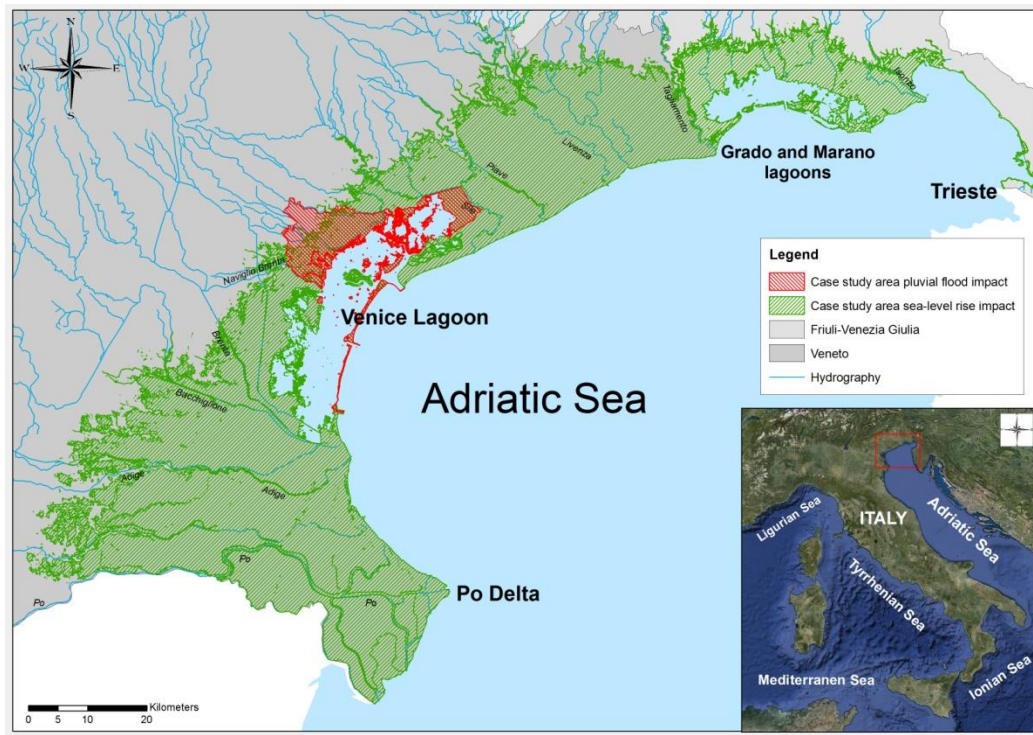 N
W
E
S
Isonzo
Tagliamento
Livenza
Piave
Grado and Marano
lagoons
Trieste
Sile
Naviglio Brenta
Venice Lagoon
Brenta
Bacchiglione
Adriatic Sea
Adige
Adige
Po
Po
Po
Po Delta
Legend
Case study area pluvial flood impact
Case study area sea-level rise impact
Friuli-Venezia Giulia
Veneto
Hydrography
Kilometers
0 5 10 20
Ligurian Sea
ITALY
Adriatic Sea
Tyrrhenian Sea
Mediterranen Sea
Ionian Sea